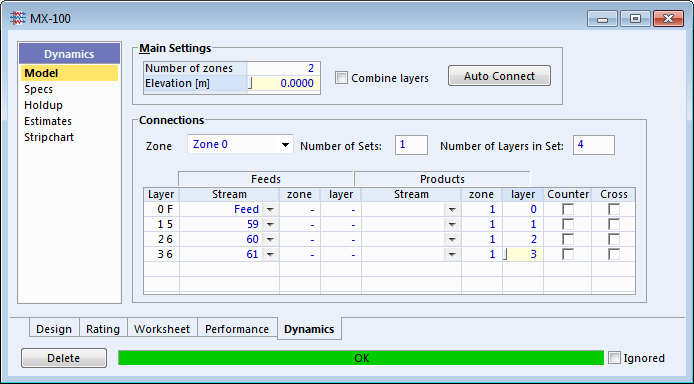 MX-100
Dynamics
Model
Specs
Holdup
Estimates
Stripchart
Main Settings
Number of zones 2
Elevation [m] 0.0000
Combine layers
Auto Connect
Connections
Zone Zone 0 Number of Sets: 1 Number of Layers in Set: 4
Feeds Products
Layer Stream zone layer Stream zone layer Counter Cross
0 F Feed - - 1 0
1 5 59 - - 1 1
2 6 60 - - 1 2
3 6 61 - - 1 3
Design Rating Worksheet Performance Dynamics
Delete OK Ignored